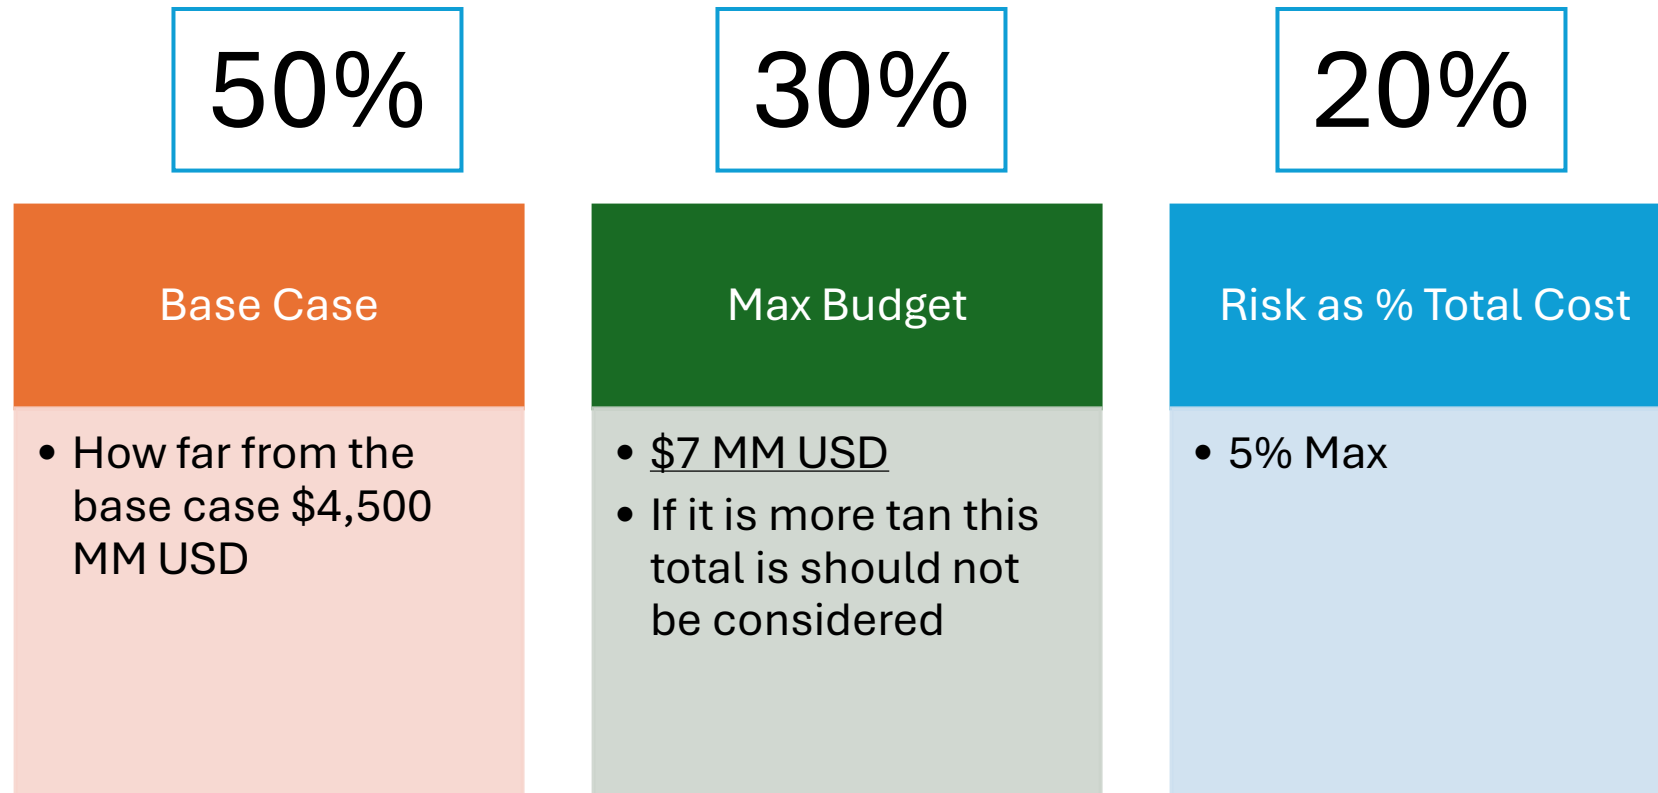 50%
30%
20%
Base Case
Max Budget
Risk as % Total Cost
• How far from the
base case $4,500
MM USD
• $7 MM USD
• If it is more tan this
total is should not
be considered
• 5% Max